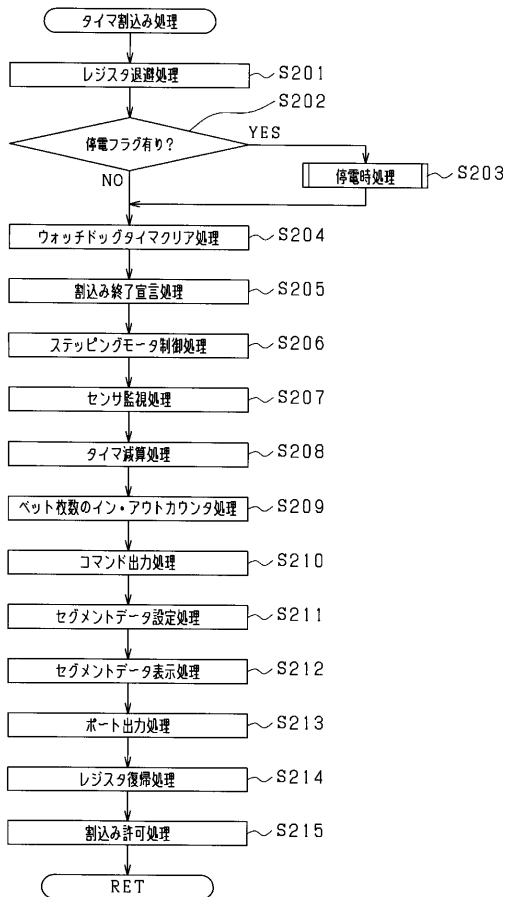 タイマ割込み処理
レジスタ退避処理 S201
S202
停電フラグ有り?
YES
NO
停電時処理 S203
ウォッチドッグタイマクリア処理 S204
割込み終了宣言処理 S205
ステッピングモータ制御処理 S206
センサ監視処理 S207
タイマ減算処理 S208
ベット枚数のイン・アウトカウンタ処理 S209
コマンド出力処理 S210
セグメントデータ設定処理 S211
セグメントデータ表示処理 S212
ポート出力処理 S213
レジスタ復帰処理 S214
割込み許可処理 S215
RET